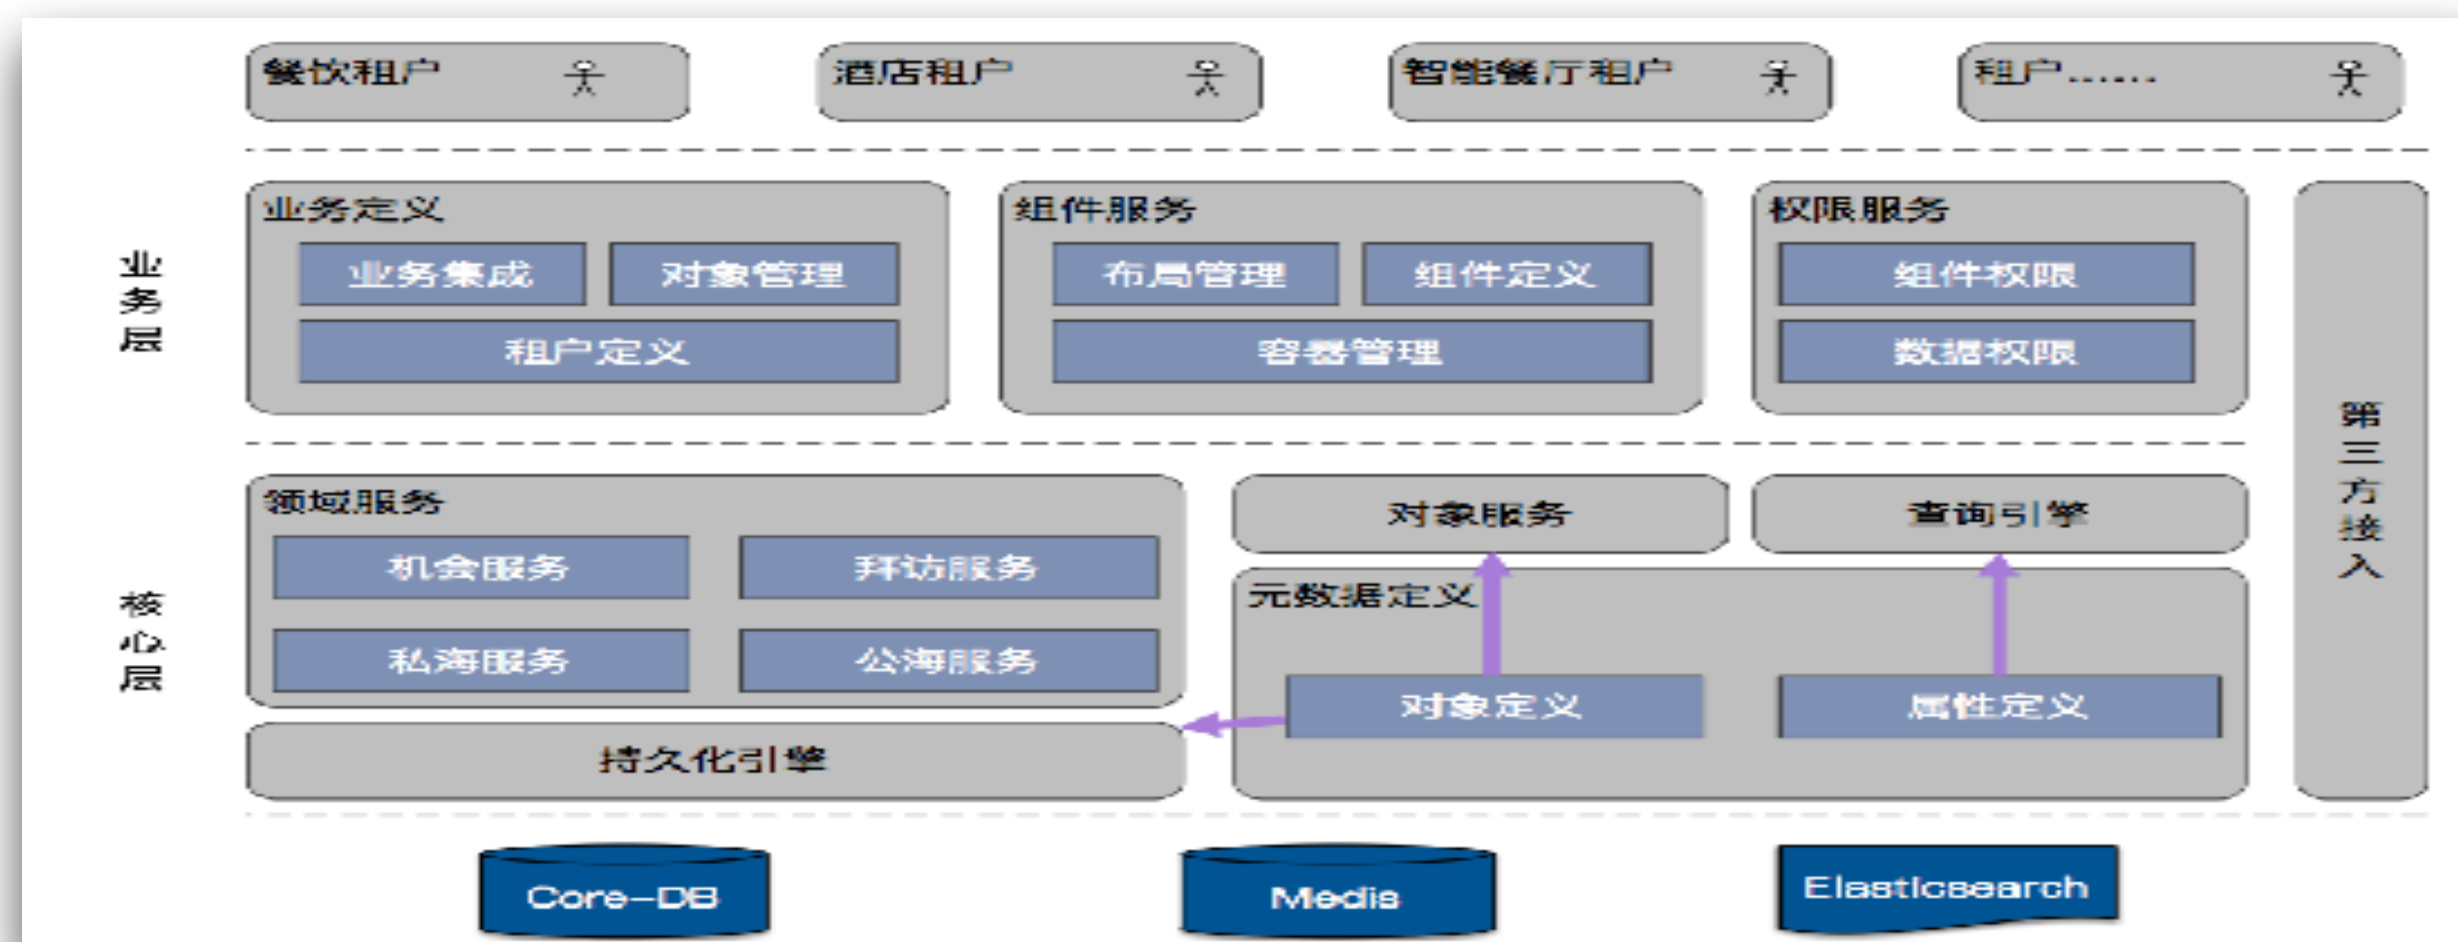 餐饮租户
酒店租户
智能餐厅租户
租户......
业务层
业务定义
业务集成
对象管理
租户定义
组件服务
布局管理
组件定义
容器管理
权限服务
组件权限
数据权限
第三方接入
核心层
领域服务
机会服务
拜访服务
私海服务
公海服务
持久化引擎
对象服务
查询引擎
元数据定义
对象定义
属性定义
Core-DB
Medis
Elasticsearch